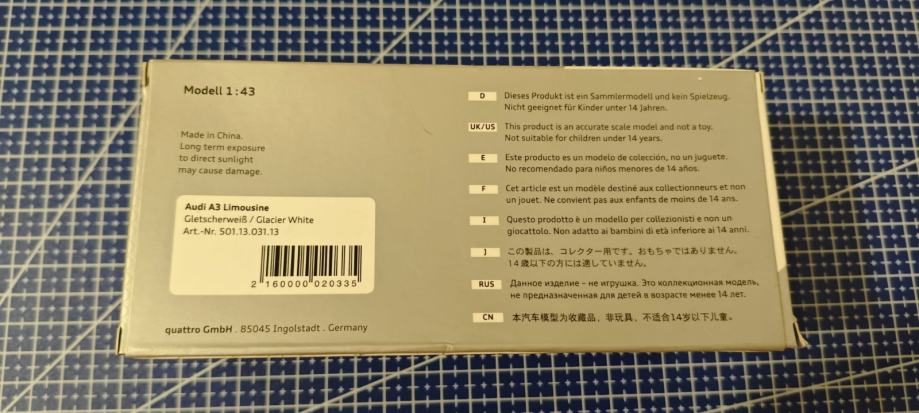 Modell 1:43
Made in China.
Long term exposure
to direct sunlight
may cause damage.
Audi A3 Limousine
Gletscherweiß / Glacier White
Art.-Nr. 501.13.031.13
2 160000 020335
quattro GmbH . 85045 Ingolstadt . Germany
D Dieses Produkt ist ein Sammlermodell und kein Spielzeug.
Nicht geeignet für Kinder unter 14 Jahren.
UK/US This product is an accurate scale model and not a toy.
Not suitable for children under 14 years.
E Este producto es un modelo de colección, no un juguete.
No recomendado para niños menores de 14 años.
F Cet article est un modèle destiné aux collectionneurs et non
un jouet. Ne convient pas aux enfants de moins de 14 ans.
I Questo prodotto è un modello per collezionisti e non un
giocattolo. Non adatto ai bambini di età inferiore ai 14 anni.
J この製品は、コレクター用です。おもちゃではありません。
14歳以下の方には適していません。
RUS Данное изделие – не игрушка. Это коллекционная модель,
не предназначенная для детей в возрасте менее 14 лет.
CN 本汽车模型为收藏品，非玩具，不适合14岁以下儿童。